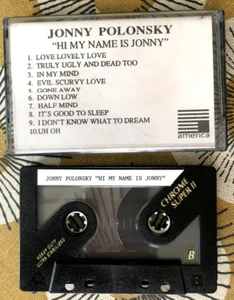 JONNY POLONSKY
"HI MY NAME IS JONNY"
1. LOVE LOVELY LOVE
2. TRULY UGLY AND DEAD TOO
3. IN MY MIND
4. EVIL SCURVY LOVE
5. GONE AWAY
6. DOWN LOW
7. HALF MIND
8. IT'S GOOD TO SLEEP
9. I DON'T KNOW WHAT TO DREAM
10.UH OH
america
JONNY POLONSKY "HI MY NAME IS JONNY"
CHROME
SUPER II
HEAVY DUTY
B